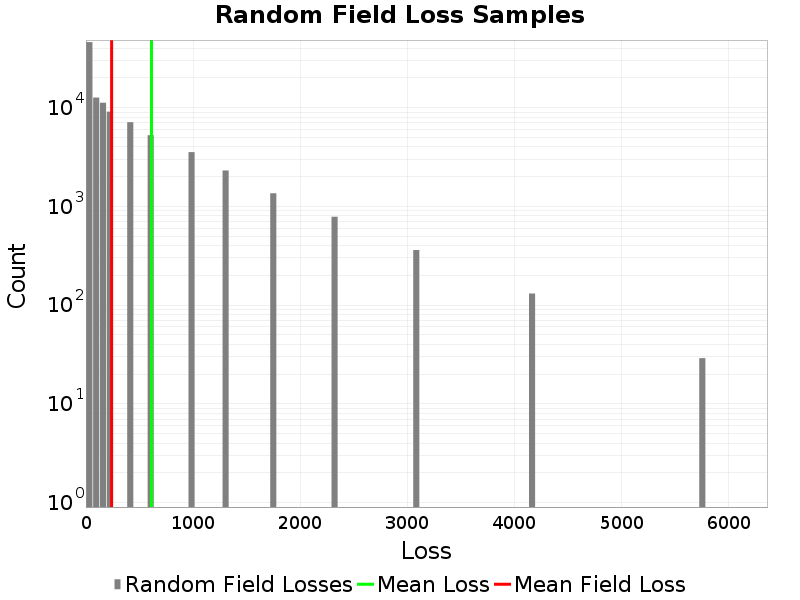 Random Field Loss Samples
Count
10^4
10^3
10^2
10^1
10^0
0 1000 2000 3000 4000 5000 6000
Loss
Random Field Losses Mean Loss Mean Field Loss